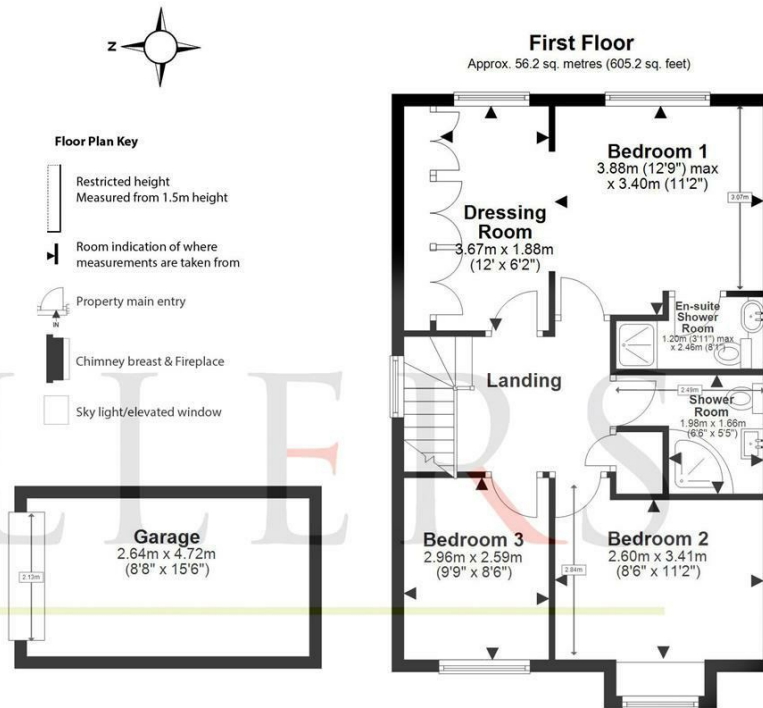 Z
First Floor
Approx. 56.2 sq. metres (605.2 sq. feet)
Floor Plan Key
Restricted height
Measured from 1.5m height
Room indication of where
measurements are taken from
Property main entry
IN
Chimney breast & Fireplace
Sky light/elevated window
Bedroom 1
3.88m (12'9") max
x 3.40m (11'2")
3.07m
Dressing
Room
3.67m x 1.88m
(12' x 6'2")
En-suite
Shower
Room
1.20m (3'11") max
x 2.46m (8'1")
Landing
2.49m
Shower
Room
1.98m x 1.66m
(6'6" x 5'5")
LLERS
Garage
2.64m x 4.72m
(8'8" x 15'6")
2.13m
Bedroom 3
2.96m x 2.59m
(9'9" x 8'6")
Bedroom 2
2.60m x 3.41m
(8'6" x 11'2")
2.84m